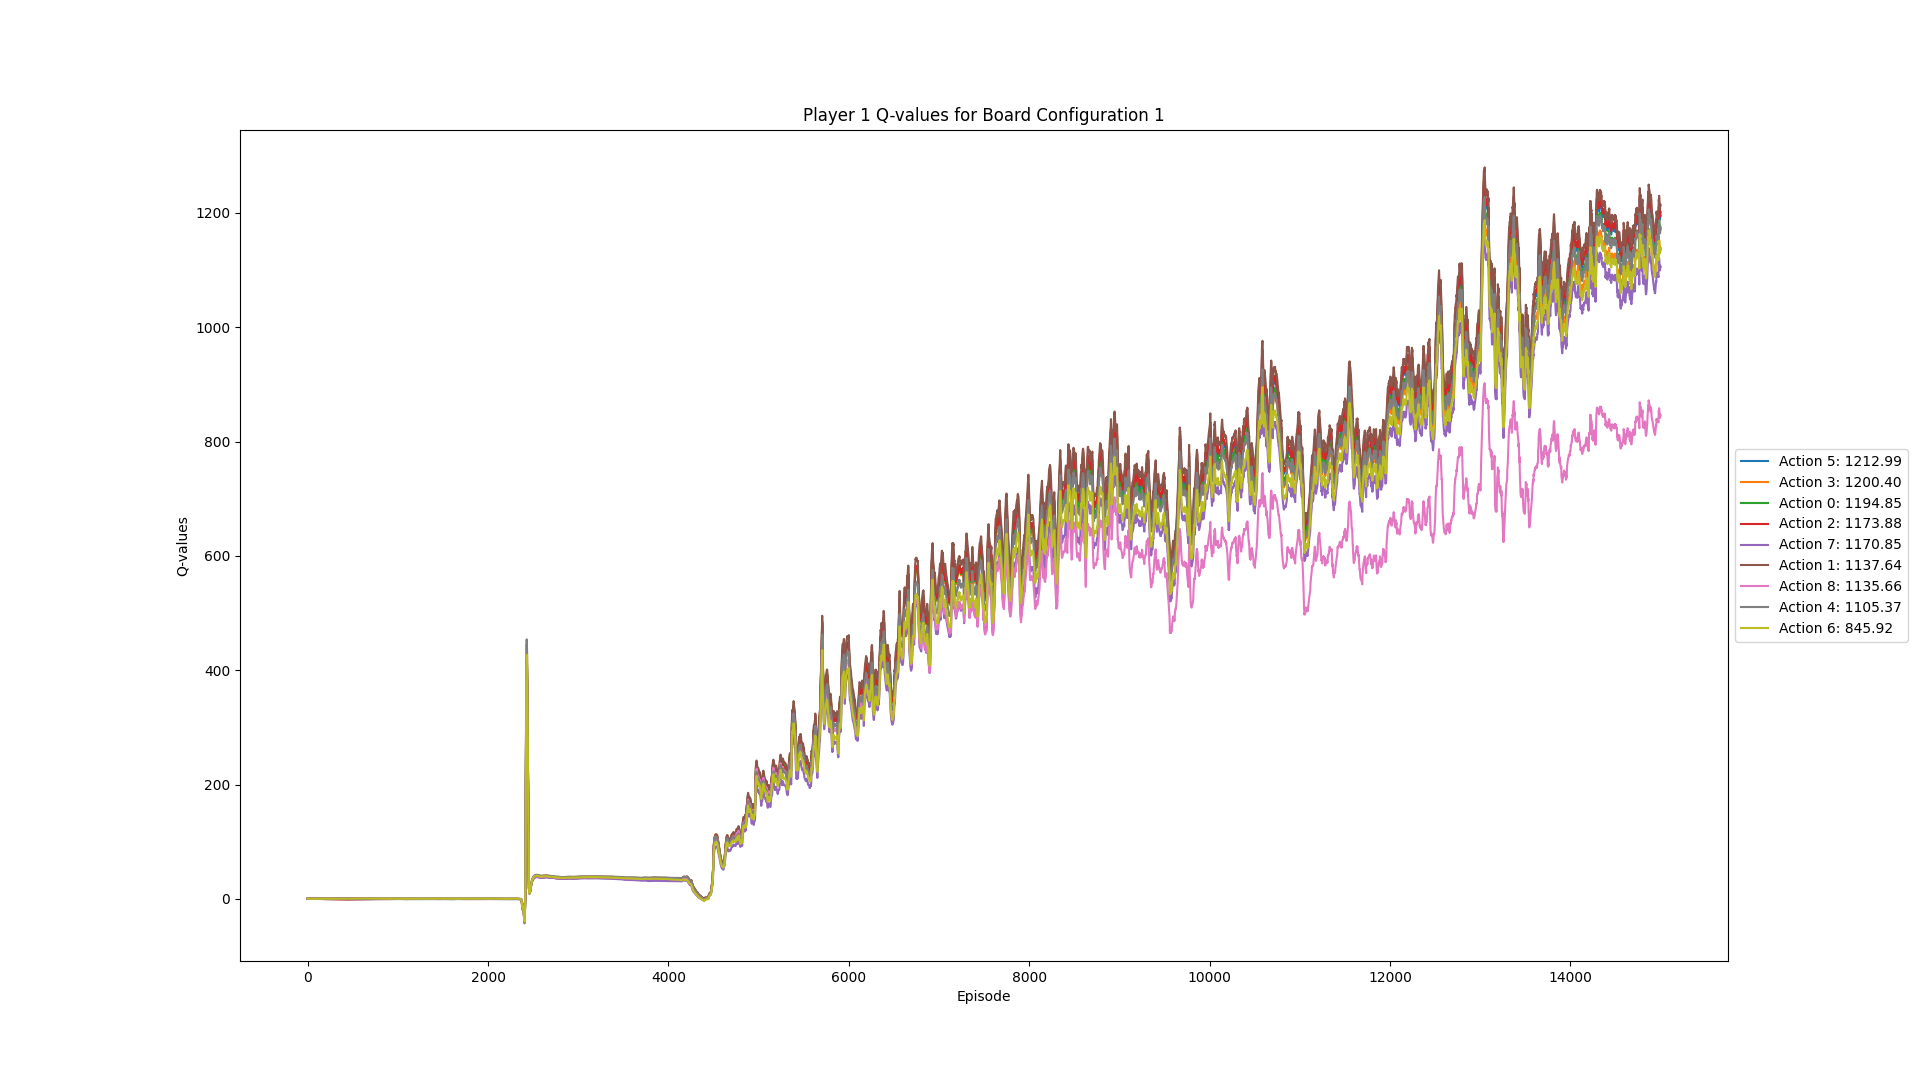 Player 1 Q-values for Board Configuration 1
1200
1000
800
600
400
200
0
Q-values
0 2000 4000 6000 8000 10000 12000 14000
Episode
Action 5: 1212.99
Action 3: 1200.40
Action 0: 1194.85
Action 2: 1173.88
Action 7: 1170.85
Action 1: 1137.64
Action 8: 1135.66
Action 4: 1105.37
Action 6: 845.92